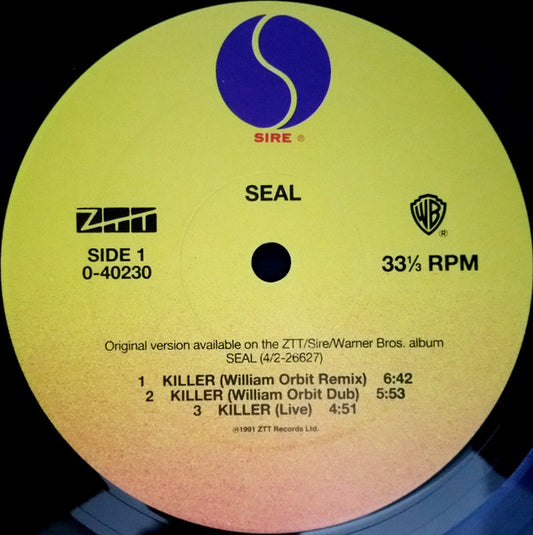 SIRE ®
SEAL
ZTT
WB ®
SIDE 1
0-40230
33⅓ RPM
Original version available on the ZTT/Sire/Warner Bros. album
SEAL (4/2-26627)
1 KILLER (William Orbit Remix) 6:42
2 KILLER (William Orbit Dub) 5:53
3 KILLER (Live) 4:51
℗1991 ZTT Records Ltd.